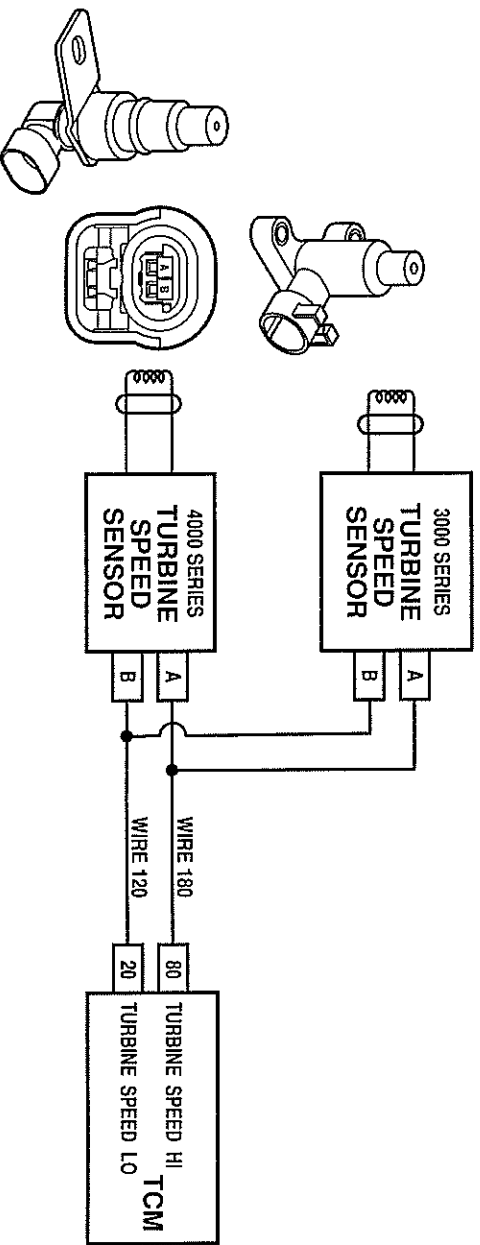 3000 SERIES
TURBINE
SPEED
SENSOR
A
B
A
B
4000 SERIES
TURBINE
SPEED
SENSOR
A
B
WIRE 180
WIRE 120
80
20
TURBINE SPEED HI
TURBINE SPEED LO
TCM